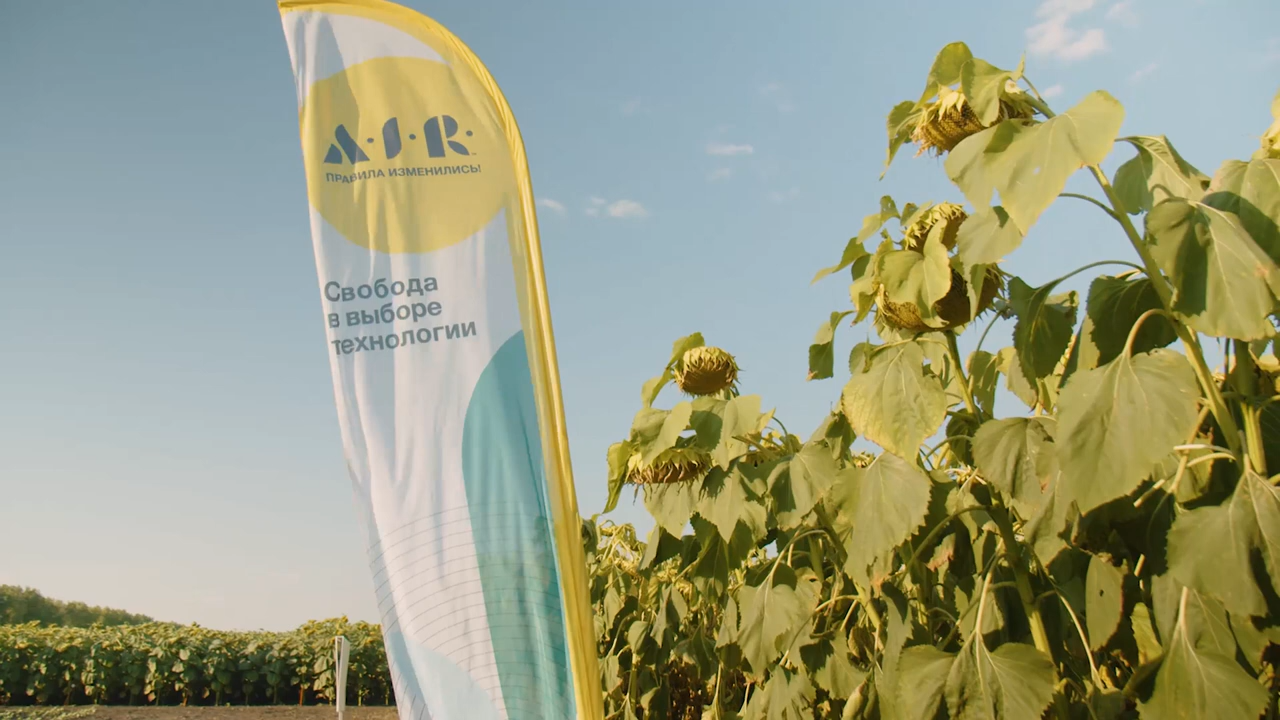 A·I·R·
ПРАВИЛА ИЗМЕНИЛИСЬ!
Свобода
в выборе
технологии